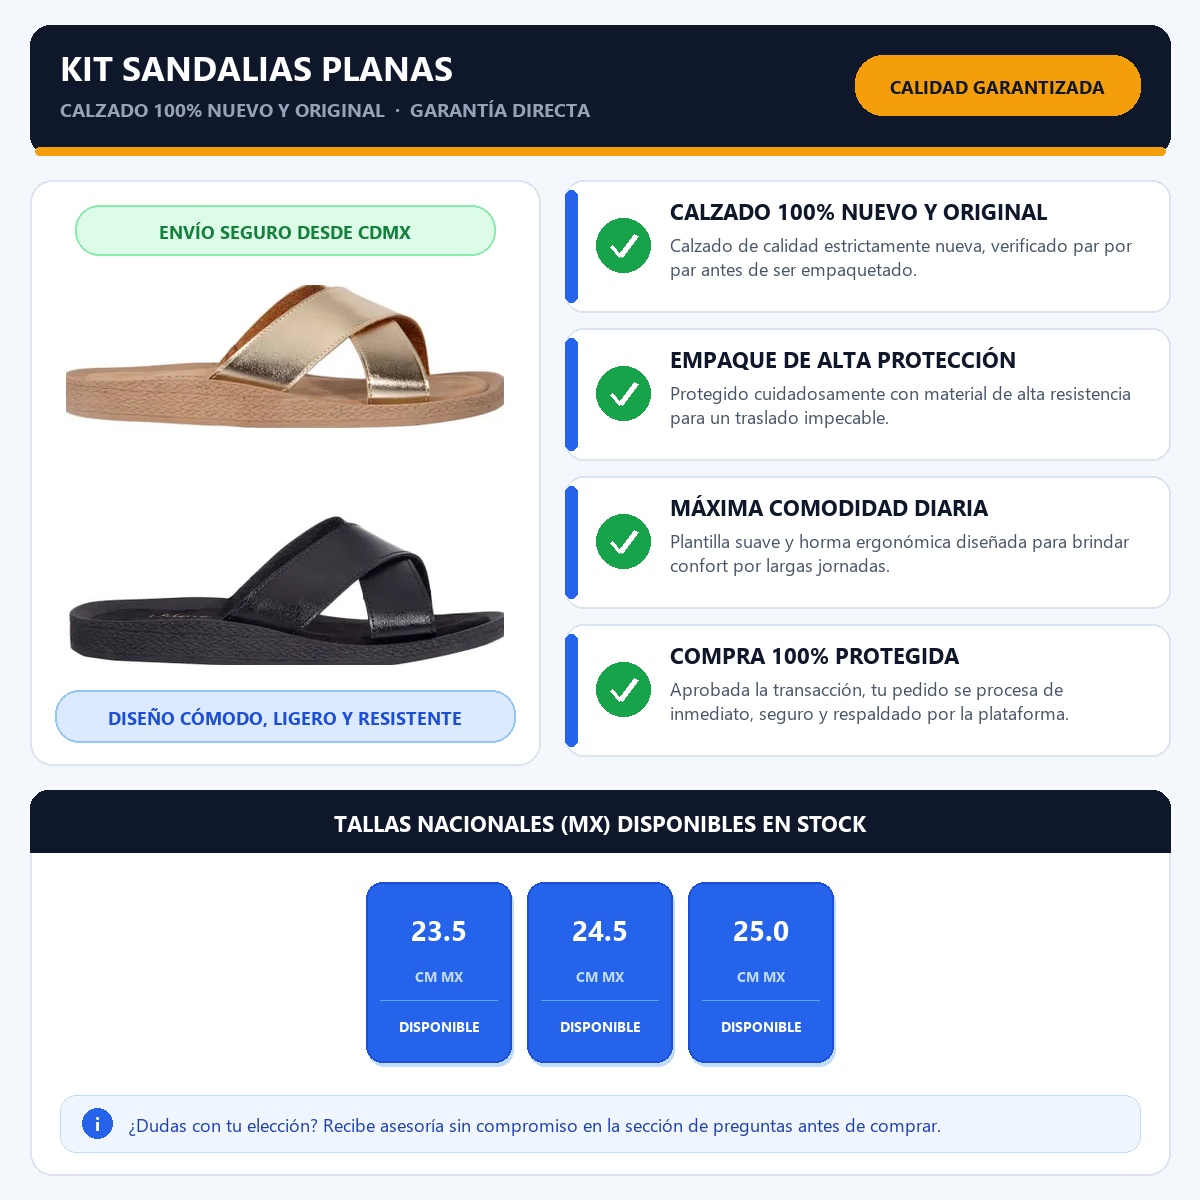 KIT SANDALIAS PLANAS
CALZADO 100% NUEVO Y ORIGINAL · GARANTÍA DIRECTA
CALIDAD GARANTIZADA
ENVÍO SEGURO DESDE CDMX
DISEÑO CÓMODO, LIGERO Y RESISTENTE
CALZADO 100% NUEVO Y ORIGINAL
Calzado de calidad estrictamente nueva, verificado par por
par antes de ser empaquetado.
EMPAQUE DE ALTA PROTECCIÓN
Protegido cuidadosamente con material de alta resistencia
para un traslado impecable.
MÁXIMA COMODIDAD DIARIA
Plantilla suave y horma ergonómica diseñada para brindar
confort por largas jornadas.
COMPRA 100% PROTEGIDA
Aprobada la transacción, tu pedido se procesa de
inmediato, seguro y respaldado por la plataforma.
TALLAS NACIONALES (MX) DISPONIBLES EN STOCK
23.5
CM MX
DISPONIBLE
24.5
CM MX
DISPONIBLE
25.0
CM MX
DISPONIBLE
¿Dudas con tu elección? Recibe asesoría sin compromiso en la sección de preguntas antes de comprar.